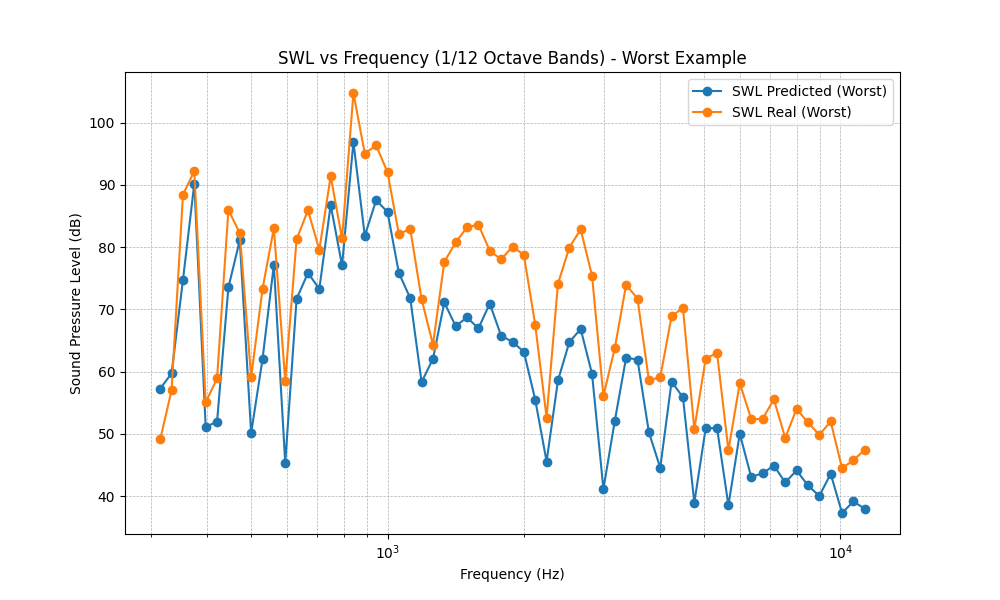 SWL vs Frequency (1/12 Octave Bands) - Worst Example
SWL Predicted (Worst)
SWL Real (Worst)
Sound Pressure Level (dB)
100
90
80
70
60
50
40
10³
10⁴
Frequency (Hz)